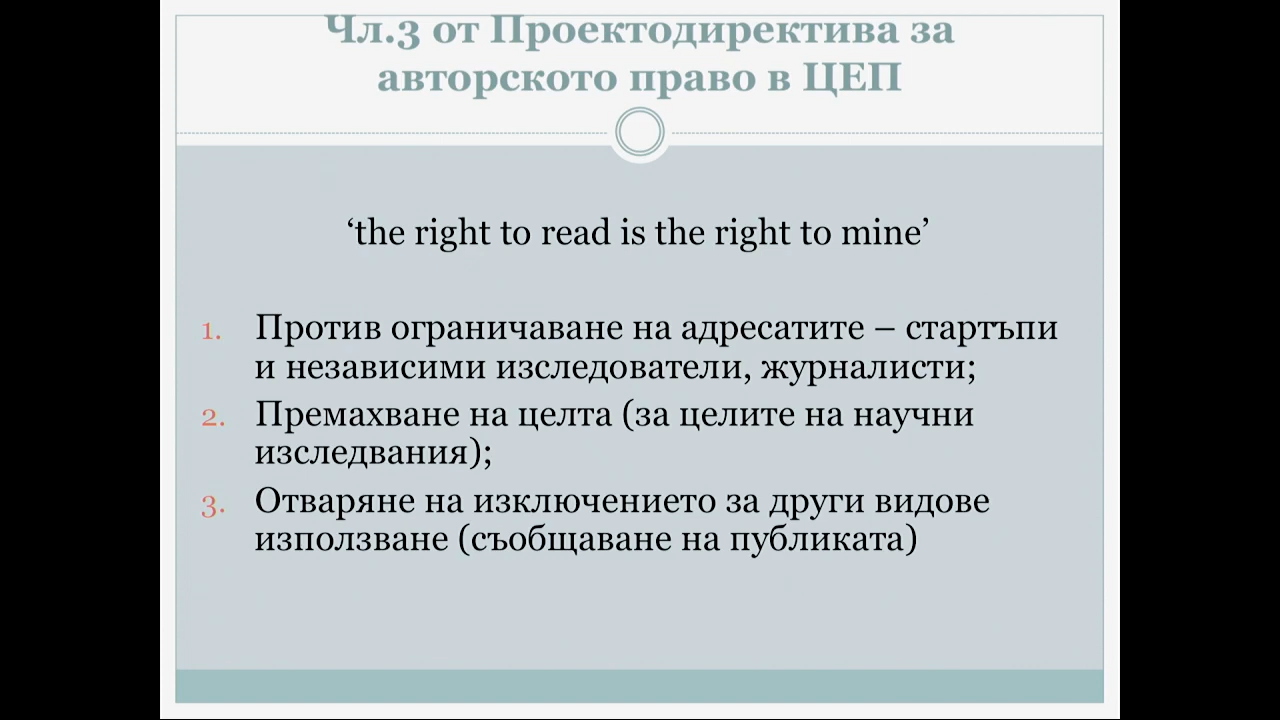 Чл.3 от Проектодиректива за
авторското право в ЦЕП
‘the right to read is the right to mine’
1. Против ограничаване на адресатите – стартъпи
и независими изследователи, журналисти;
2. Премахване на целта (за целите на научни
изследвания);
3. Отваряне на изключението за други видове
използване (съобщаване на публиката)